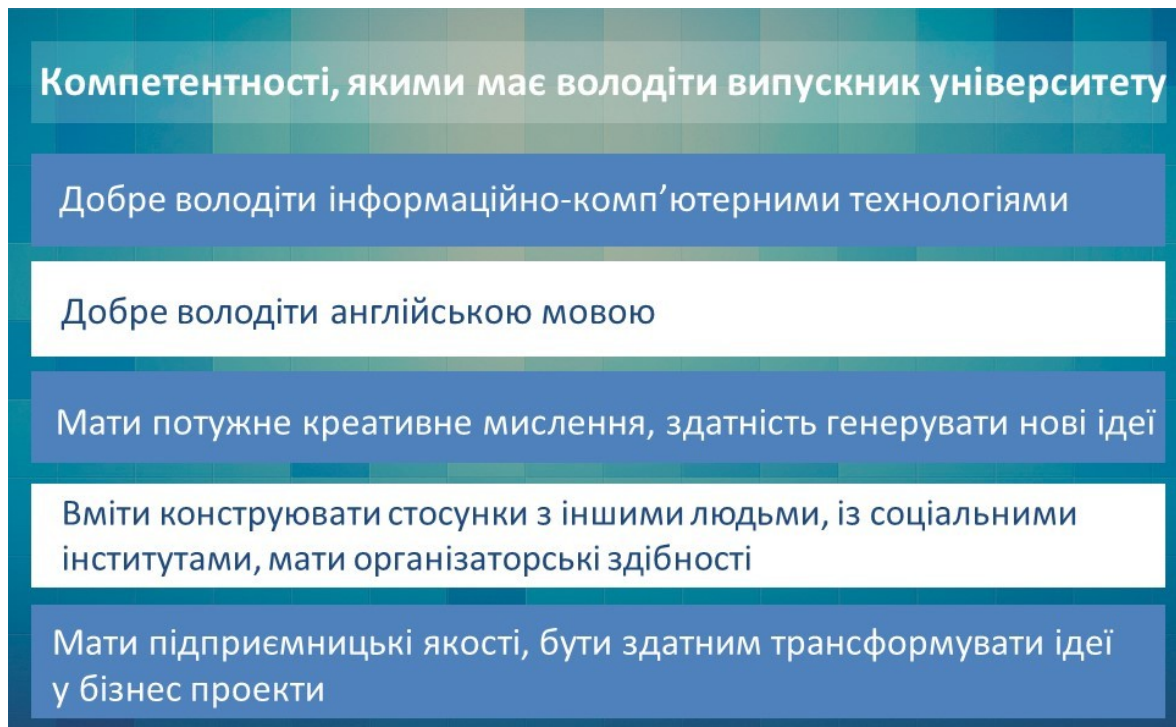 Компетентності, якими має володіти випускник університету
Добре володіти інформаційно-комп’ютерними технологіями
Добре володіти англійською мовою
Мати потужне креативне мислення, здатність генерувати нові ідеї
Вміти конструювати стосунки з іншими людьми, із соціальними
інститутами, мати організаторські здібності
Мати підприємницькі якості, бути здатним трансформувати ідеї
у бізнес проекти